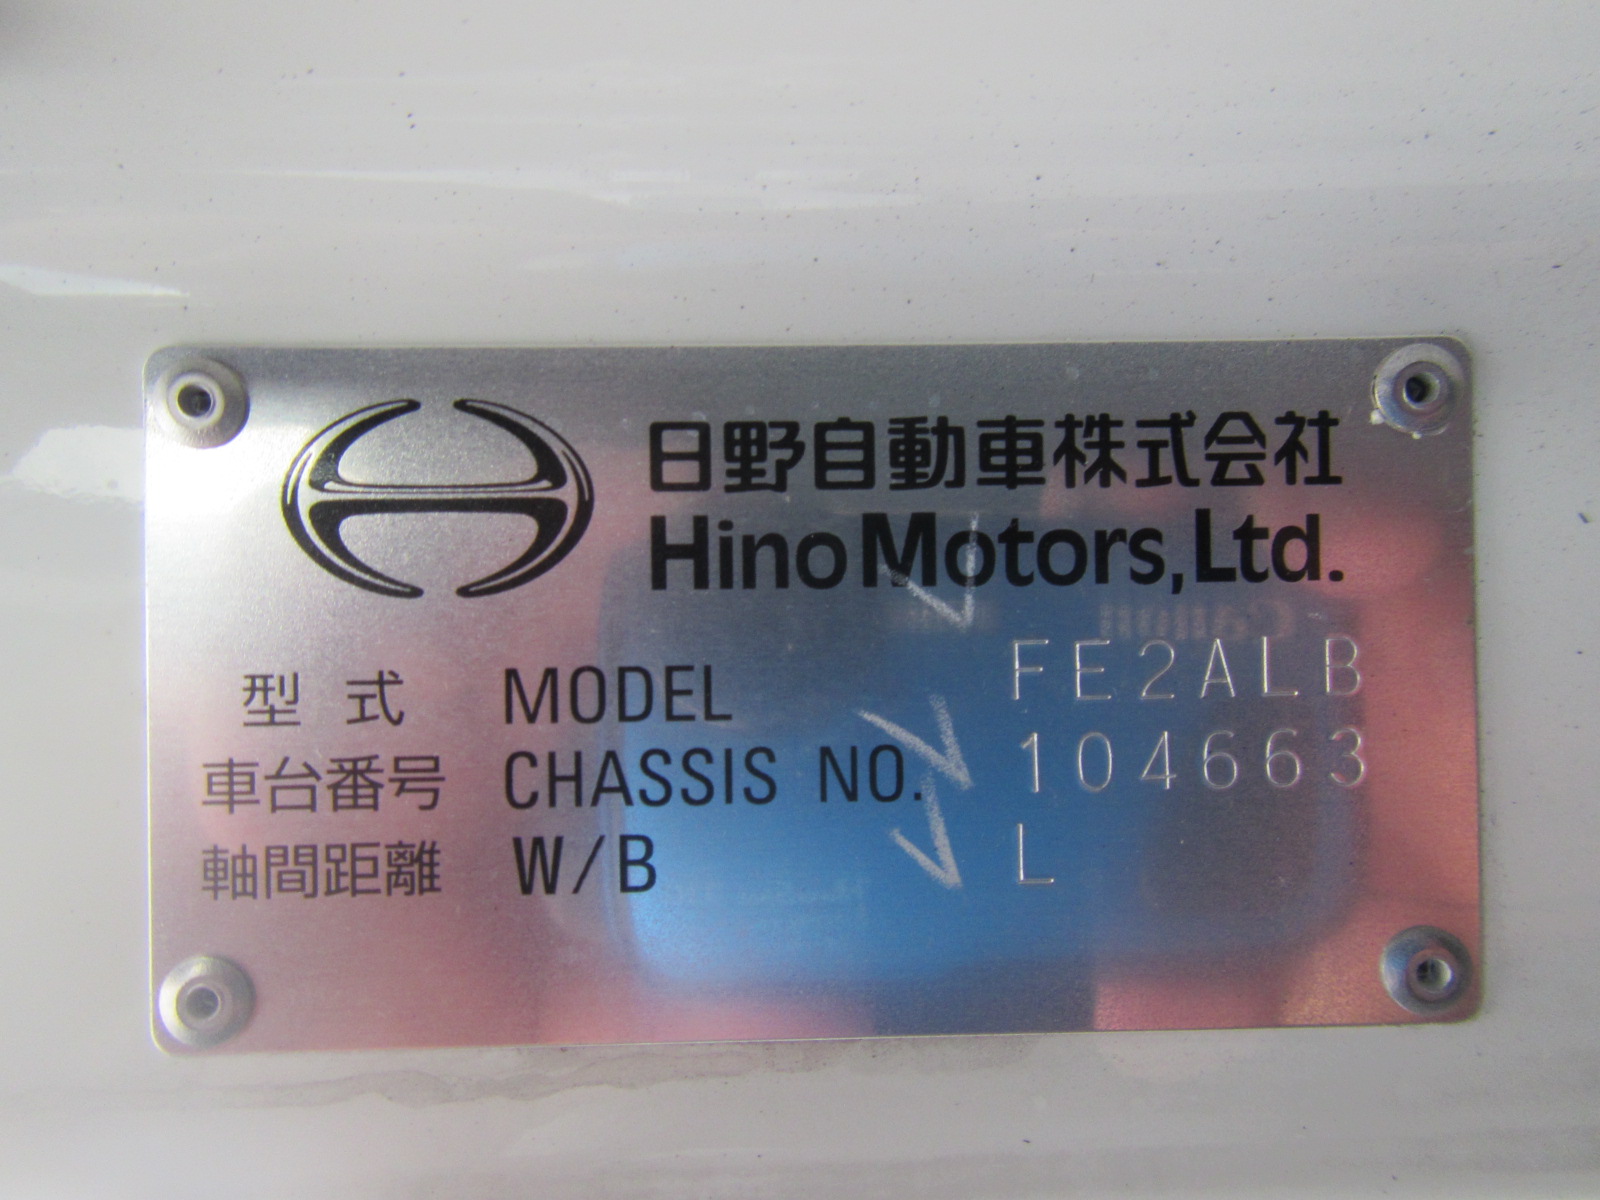 日野自動車株式会社
Hino Motors, Ltd.
型式 MODEL FE2ALB
車台番号 CHASSIS NO. 104663
軸間距離 W/B L
Canon